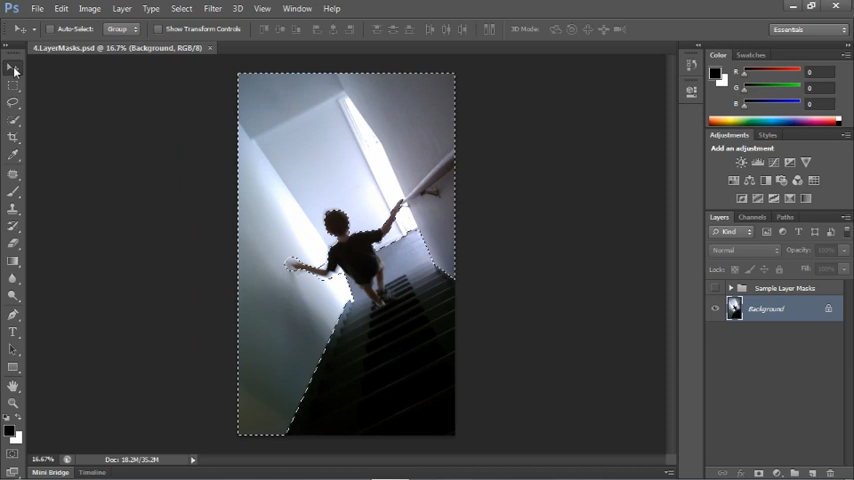 Ps File Edit Image Layer Type Select Filter 3D View Window Help
Auto-Select: Group Show Transform Controls 3D Mode: Essentials
4.LayerMasks.psd @ 16.7% (Background, RGB/8) ×
Color Swatches
R 0
G 0
B 0
Adjustments Styles
Add an adjustment
Layers Channels Paths
Kind
Normal Opacity: 100%
Lock: Fill: 100%
Sample Layer Masks
Background
16.67% Doc: 18.2M/35.2M
Mini Bridge Timeline